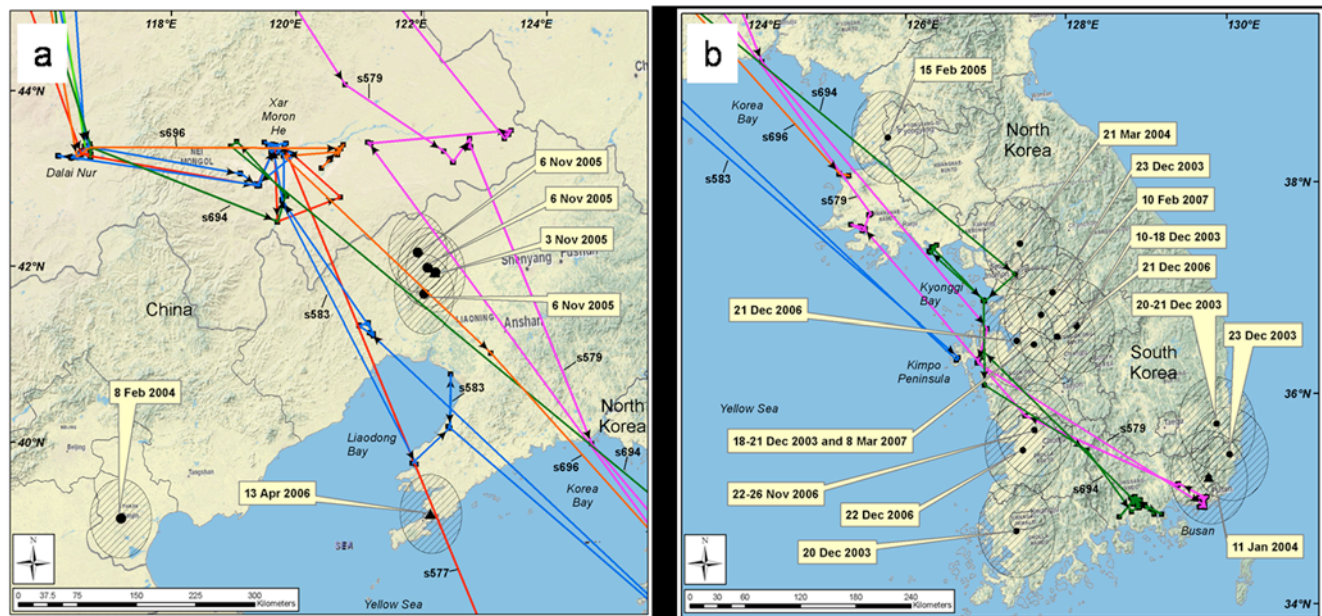 a
120°E
122°E
124°E
44°N
s579
Xar
Moron
He
s696
NEI
MONGOL
Dalai Nur
6 Nov 2005
s694
6 Nov 2005
3 Nov 2005
42°N
Shenyang
Fushun
China
s583
6 Nov 2005
LIAONING
Anshan
s579
8 Feb 2004
s583
North
Korea
Liaodong
Bay
40°N
s696
s694
13 Apr 2006
Korea
Bay
SEA
s577
N
0 37.5 75 150 225 300
Kilometers
Yellow Sea
b
124°E
126°E
128°E
130°E
15 Feb 2005
s694
Korea
Bay
s696
North
Korea
21 Mar 2004
s583
23 Dec 2003
38°N
s579
10 Feb 2007
10-18 Dec 2003
Kyonggi
Bay
21 Dec 2006
21 Dec 2006
20-21 Dec 2003
South
Korea
23 Dec 2003
Kimpo
Peninsula
36°N
Yellow Sea
s579
18-21 Dec 2003 and 8 Mar 2007
s694
22-26 Nov 2006
22 Dec 2006
Busan
20 Dec 2003
11 Jan 2004
N
0 30 60 120 180 240
Kilometers
34°N